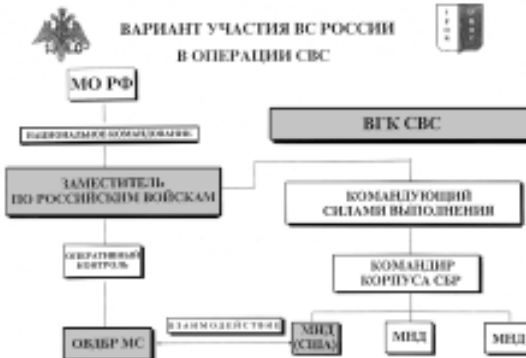 ВАРИАНТ УЧАСТИЯ ВС РОССИИ
В ОПЕРАЦИИ СВС
МО РФ
НАЦИОНАЛЬНОЕ КОМАНДОВАНИЕ
ВГК СВС
ЗАМЕСТИТЕЛЬ
ПО РОССИЙСКИМ ВОЙСКАМ
КОМАНДУЮЩИЙ
СИЛАМИ ВЫПОЛНЕНИЯ
ОПЕРАТИВНЫЙ
КОНТРОЛЬ
КОМАНДИР
КОРПУСА СБР
ВЗАИМОДЕЙСТВИЕ
ОВДБР МС
МНД
(США)
МНД
МНД